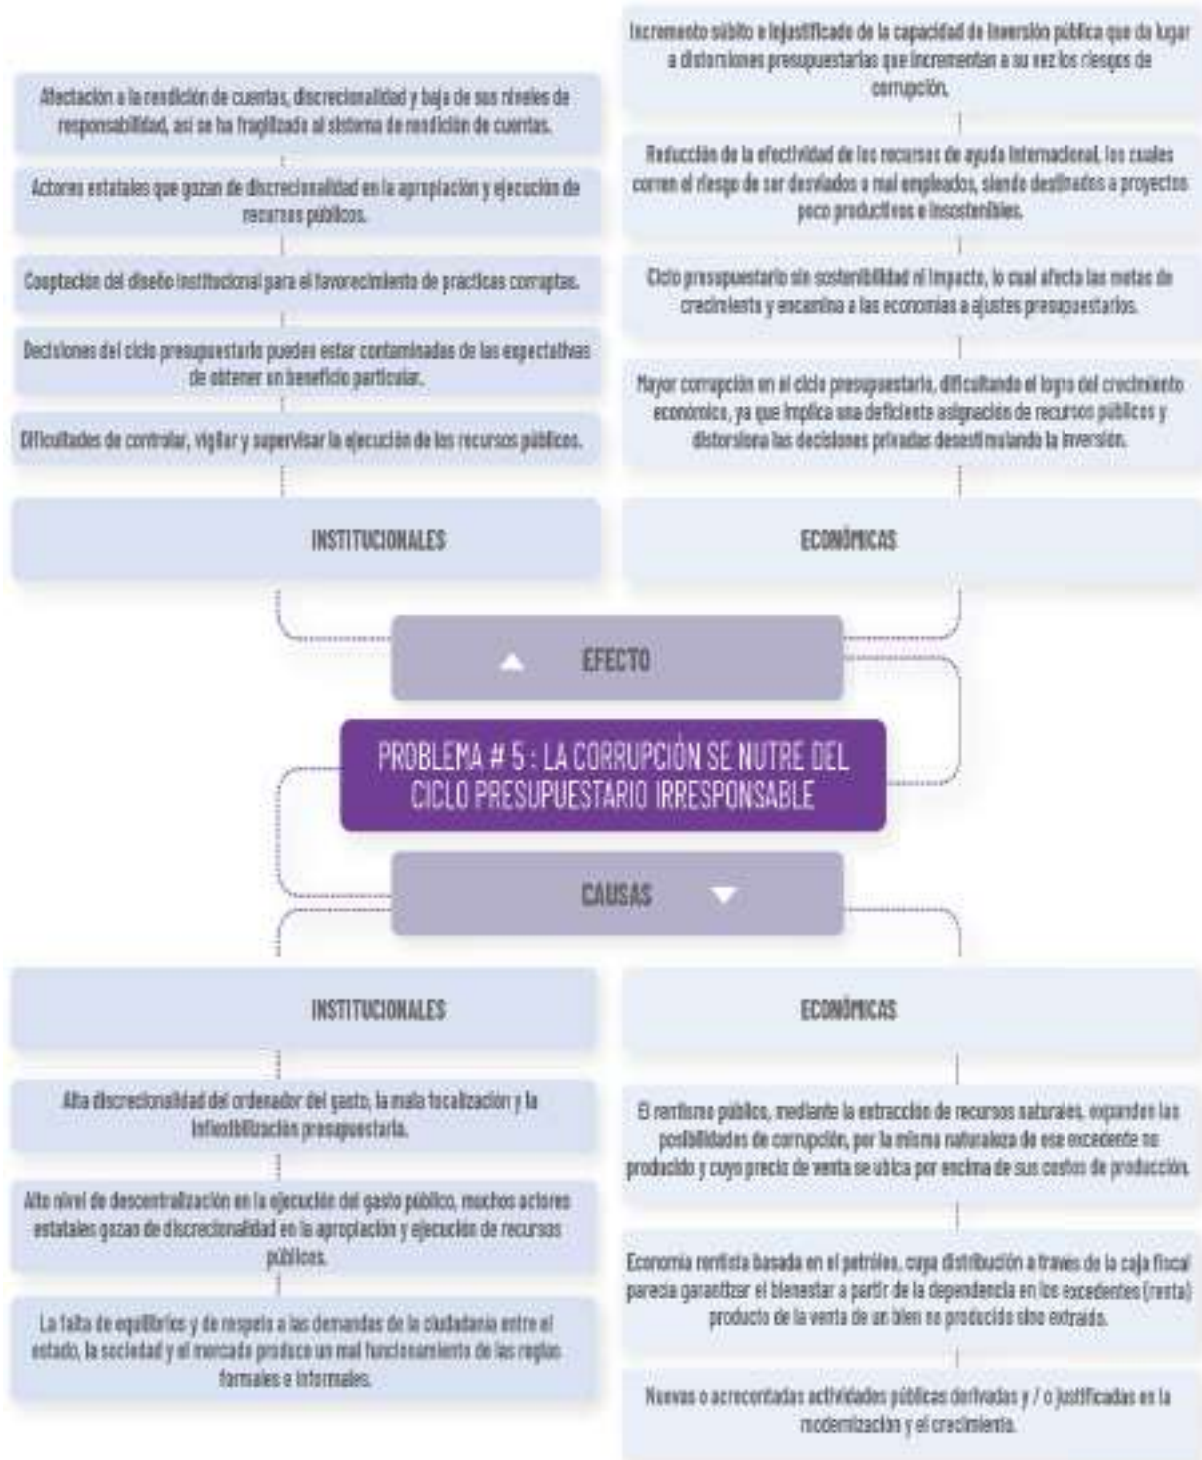 Afectación a la rendición de cuentas, discrecionalidad y baja de sus niveles de
responsabilidad, así se ha fragilizado al sistema de rendición de cuentas.
Actores estatales que gozan de discrecionalidad en la apropiación y ejecución de
recursos públicos.
Cooptación del diseño institucional para el favorecimiento de prácticas corruptas.
Decisiones del ciclo presupuestario pueden estar contaminadas de las expectativas
de obtener un beneficio particular.
Dificultades de controlar, vigilar y supervisar la ejecución de los recursos públicos.
INSTITUCIONALES
Incremento súbito e injustificado de la capacidad de inversión pública que da lugar
a distorsiones presupuestarias que incrementan a su vez los riesgos de
corrupción.
Reducción de la efectividad de los recursos de ayuda internacional, los cuales
corren el riesgo de ser desviados o mal empleados, siendo destinados a proyectos
poco productivos e insostenibles.
Ciclo presupuestario sin sostenibilidad ni impacto, lo cual afecta las metas de
crecimiento y encamina a las economías a ajustes presupuestarios.
Mayor corrupción en el ciclo presupuestario, dificultando el logro del crecimiento
económico, ya que implica una deficiente asignación de recursos públicos y
distorsiona las decisiones privadas desestimulando la inversión.
ECONÓMICAS
EFECTO
PROBLEMA # 5 : LA CORRUPCIÓN SE NUTRE DEL
CICLO PRESUPUESTARIO IRRESPONSABLE
CAUSAS
INSTITUCIONALES
Alta discrecionalidad del ordenador del gasto, la mala focalización y la
inflexibilización presupuestaria.
Alto nivel de descentralización en la ejecución del gasto público, muchos actores
estatales gozan de discrecionalidad en la apropiación y ejecución de recursos
públicos.
La falta de equilibrios y de respeto a las demandas de la ciudadanía entre el
estado, la sociedad y el mercado produce un mal funcionamiento de las reglas
formales e informales.
ECONÓMICAS
El rentismo público, mediante la extracción de recursos naturales, expanden las
posibilidades de corrupción, por la misma naturaleza de ese excedente no
producido y cuyo precio de venta se ubica por encima de sus costos de producción.
Economía rentista basada en el petróleo, cuya distribución a través de la caja fiscal
parecía garantizar el bienestar a partir de la dependencia en los excedentes (renta)
producto de la venta de un bien no producido sino extraído.
Nuevas o acrecentadas actividades públicas derivadas y / o justificadas en la
modernización y el crecimiento.